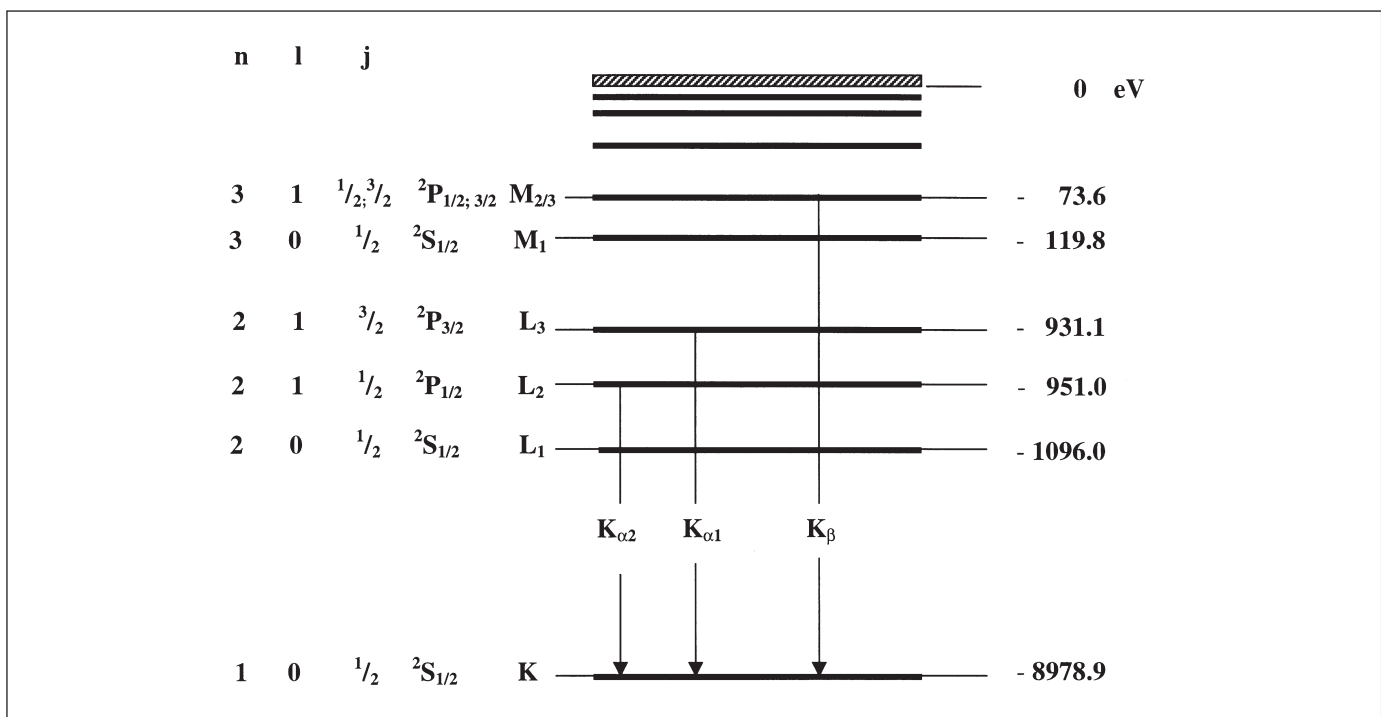 n l j
0 eV
3 1 ¹/₂;³/₂ ²P₁/₂; ₃/₂ M₂/₃ - 73.6
3 0 ¹/₂ ²S₁/₂ M₁ - 119.8
2 1 ³/₂ ²P₃/₂ L₃ - 931.1
2 1 ¹/₂ ²P₁/₂ L₂ - 951.0
2 0 ¹/₂ ²S₁/₂ L₁ - 1096.0
Kα2 Kα1 Kβ
1 0 ¹/₂ ²S₁/₂ K - 8978.9